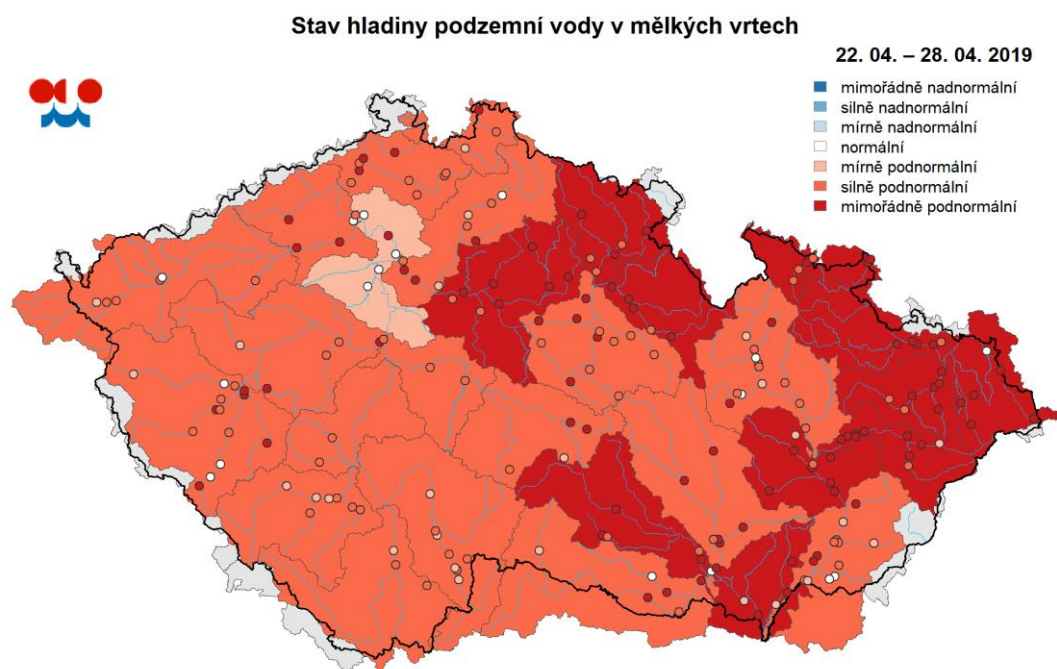 Stav hladiny podzemní vody v mělkých vrtech
22. 04. – 28. 04. 2019
mimořádně nadnormální
silně nadnormální
mírně nadnormální
normální
mírně podnormální
silně podnormální
mimořádně podnormální